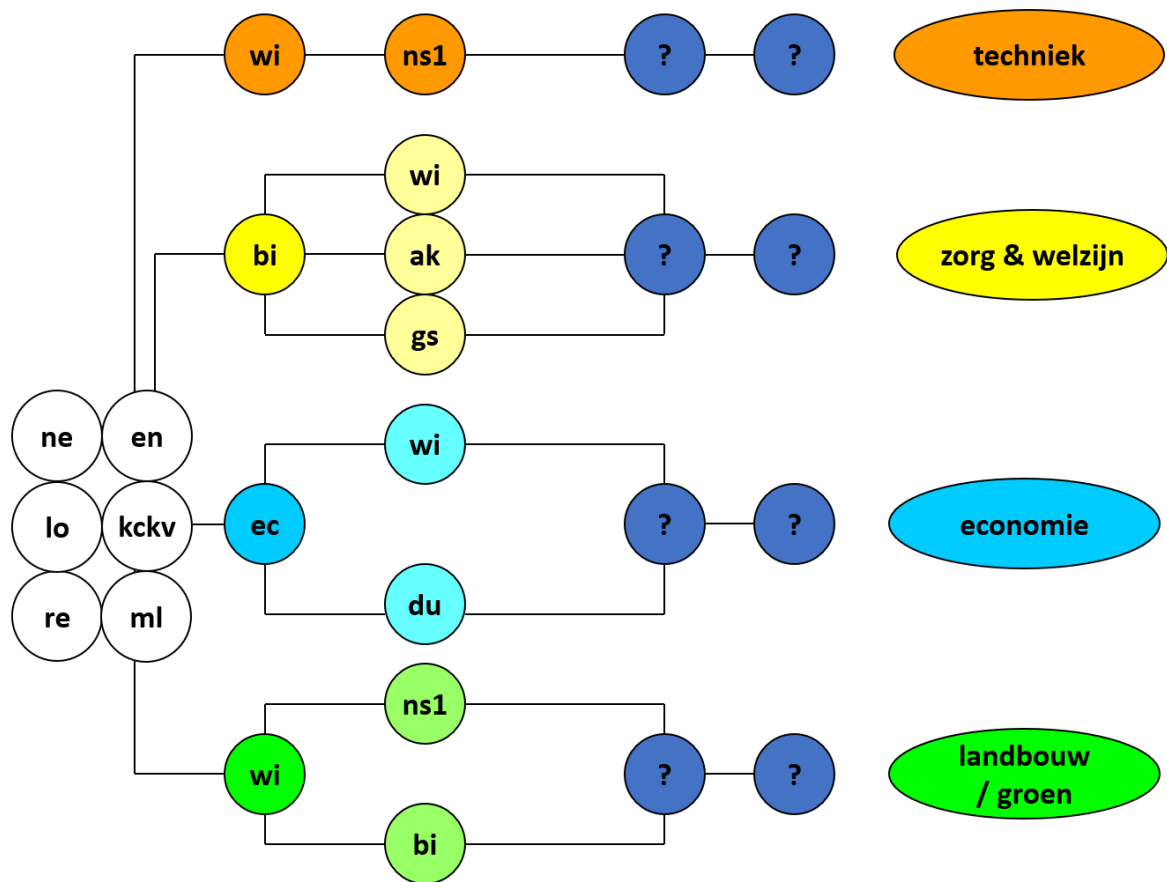 wi
ns1
?
?
techniek
wi
bi
ak
?
?
zorg & welzijn
gs
ne
en
wi
lo
kckv
ec
?
?
economie
re
ml
du
ns1
wi
?
?
landbouw
/ groen
bi